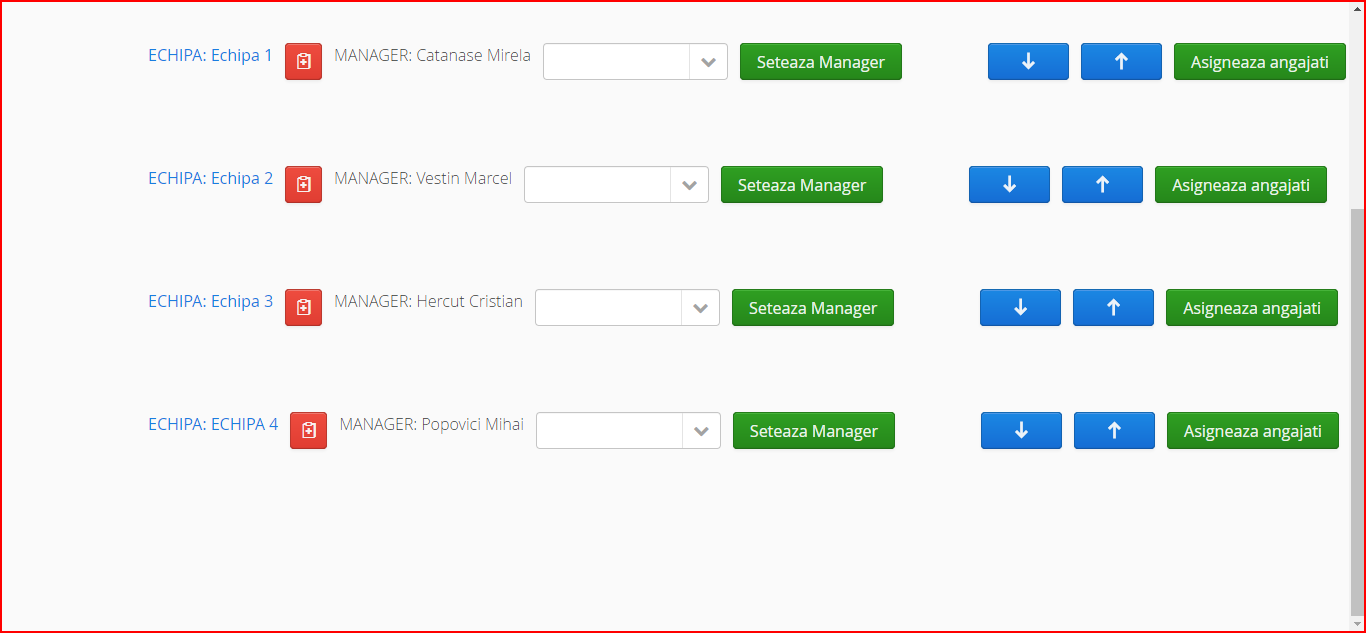 ECHIPA: Echipa 1 MANAGER: Catanase Mirela Seteaza Manager Asigneaza angajati
ECHIPA: Echipa 2 MANAGER: Vestin Marcel Seteaza Manager Asigneaza angajati
ECHIPA: Echipa 3 MANAGER: Hercut Cristian Seteaza Manager Asigneaza angajati
ECHIPA: ECHIPA 4 MANAGER: Popovici Mihai Seteaza Manager Asigneaza angajati